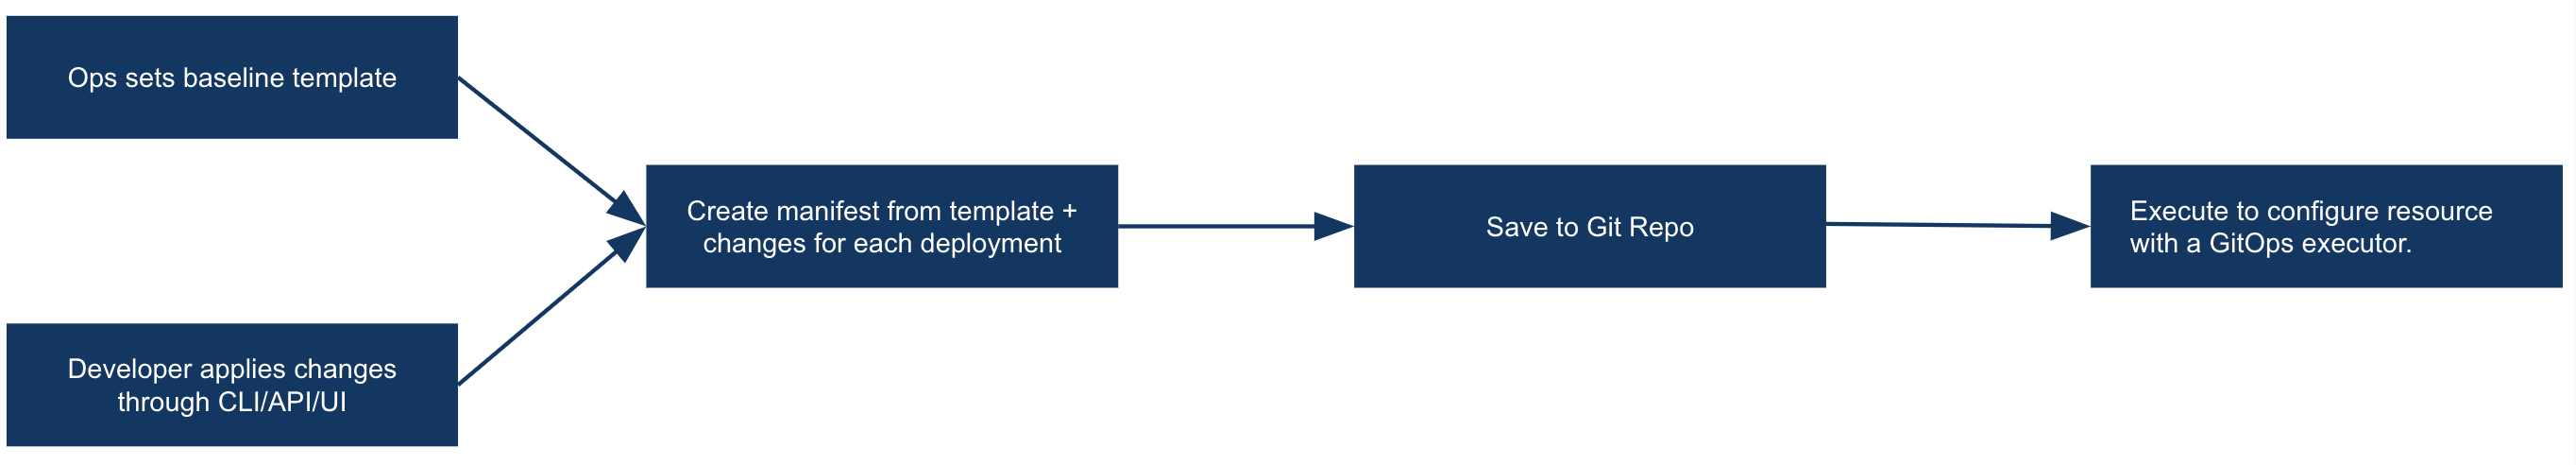 Ops sets baseline template
Developer applies changes
through CLI/API/UI
Create manifest from template +
changes for each deployment
Save to Git Repo
Execute to configure resource
with a GitOps executor.